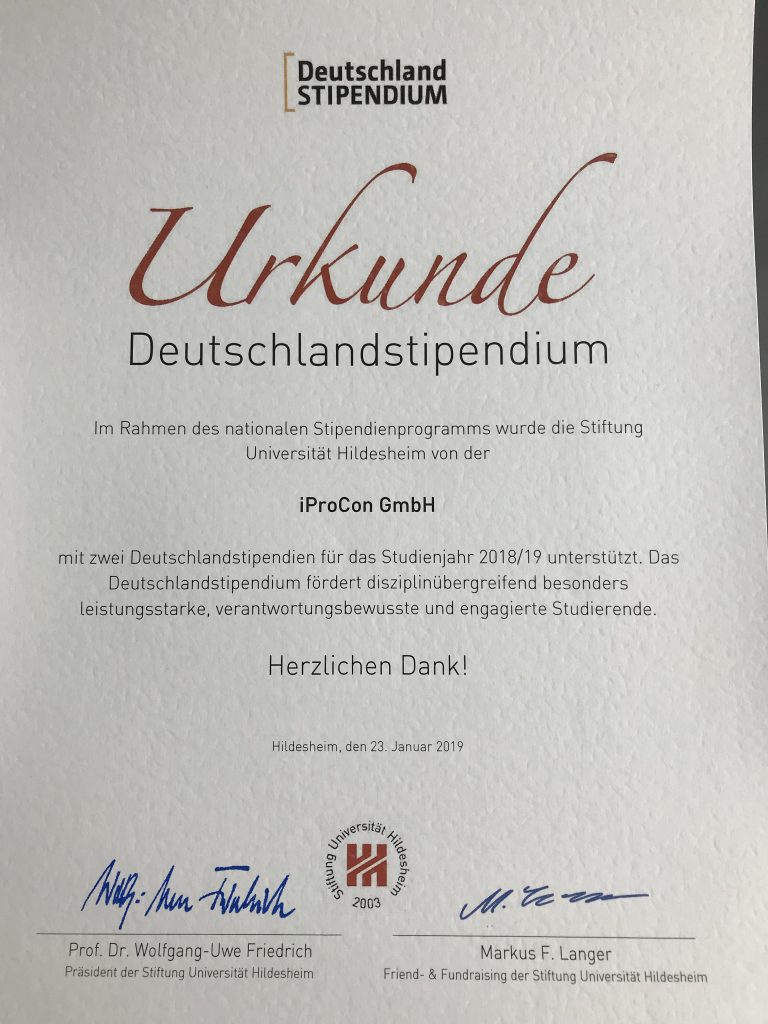 Deutschland
STIPENDIUM
Urkunde
Deutschlandstipendium
Im Rahmen des nationalen Stipendienprogramms wurde die Stiftung
Universität Hildesheim von der
iProCon GmbH
mit zwei Deutschlandstipendien für das Studienjahr 2018/19 unterstützt. Das
Deutschlandstipendium fördert disziplinübergreifend besonders
leistungsstarke, verantwortungsbewusste und engagierte Studierende.
Herzlichen Dank!
Hildesheim, den 23. Januar 2019
Stiftung Universität Hildesheim
2003
Prof. Dr. Wolfgang-Uwe Friedrich
Präsident der Stiftung Universität Hildesheim
Markus F. Langer
Friend- & Fundraising der Stiftung Universität Hildesheim